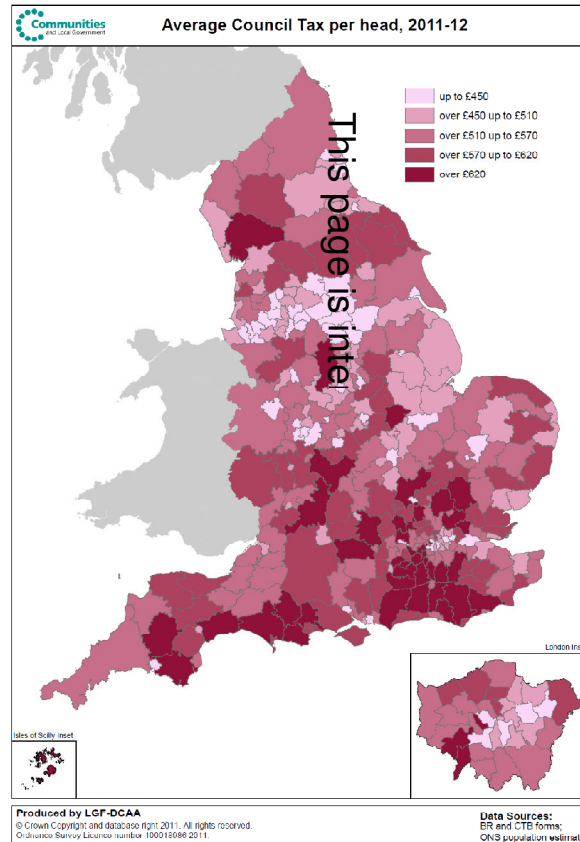 Communities
and Local Government
Average Council Tax per head, 2011-12
up to £450
over £450 up to £510
over £510 up to £570
over £570 up to £620
over £620
This page is inte
London Ins
Isles of Scilly Inset
Produced by LGF-DCAA
© Crown Copyright and database right 2011. All rights reserved.
Ordnance Survey Licence number 100018986 2011.
Data Sources:
BR and CTB forms;
ONS population estimat